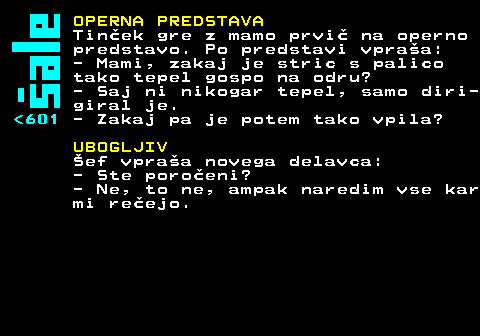 šale
<601
OPERNA PREDSTAVA
Tinček gre z mamo prvič na operno
predstavo. Po predstavi vpraša:
- Mami, zakaj je stric s palico
tako tepel gospo na odru?
- Saj ni nikogar tepel, samo diri-
giral je.
- Zakaj pa je potem tako vpila?
UBOGLJIV
Šef vpraša novega delavca:
- Ste poročeni?
- Ne, to ne, ampak naredim vse kar
mi rečejo.